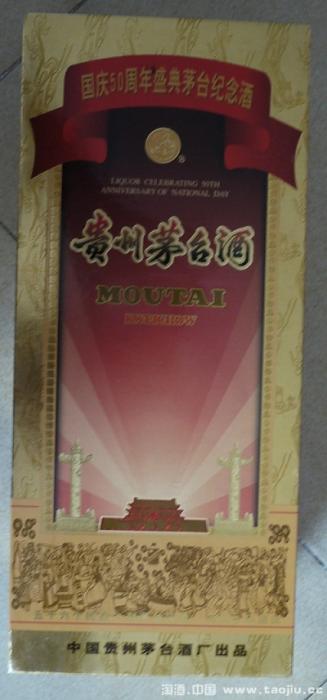 国庆50周年盛典茅台纪念酒
®
LIQUOR CELEBRATING 50TH
ANNIVERSARY OF NATIONAL DAY
贵州茅台酒
MOUTAI
KWEICHOW
中国贵州茅台酒厂出品
淘酒.中国 www.taojiu.cc